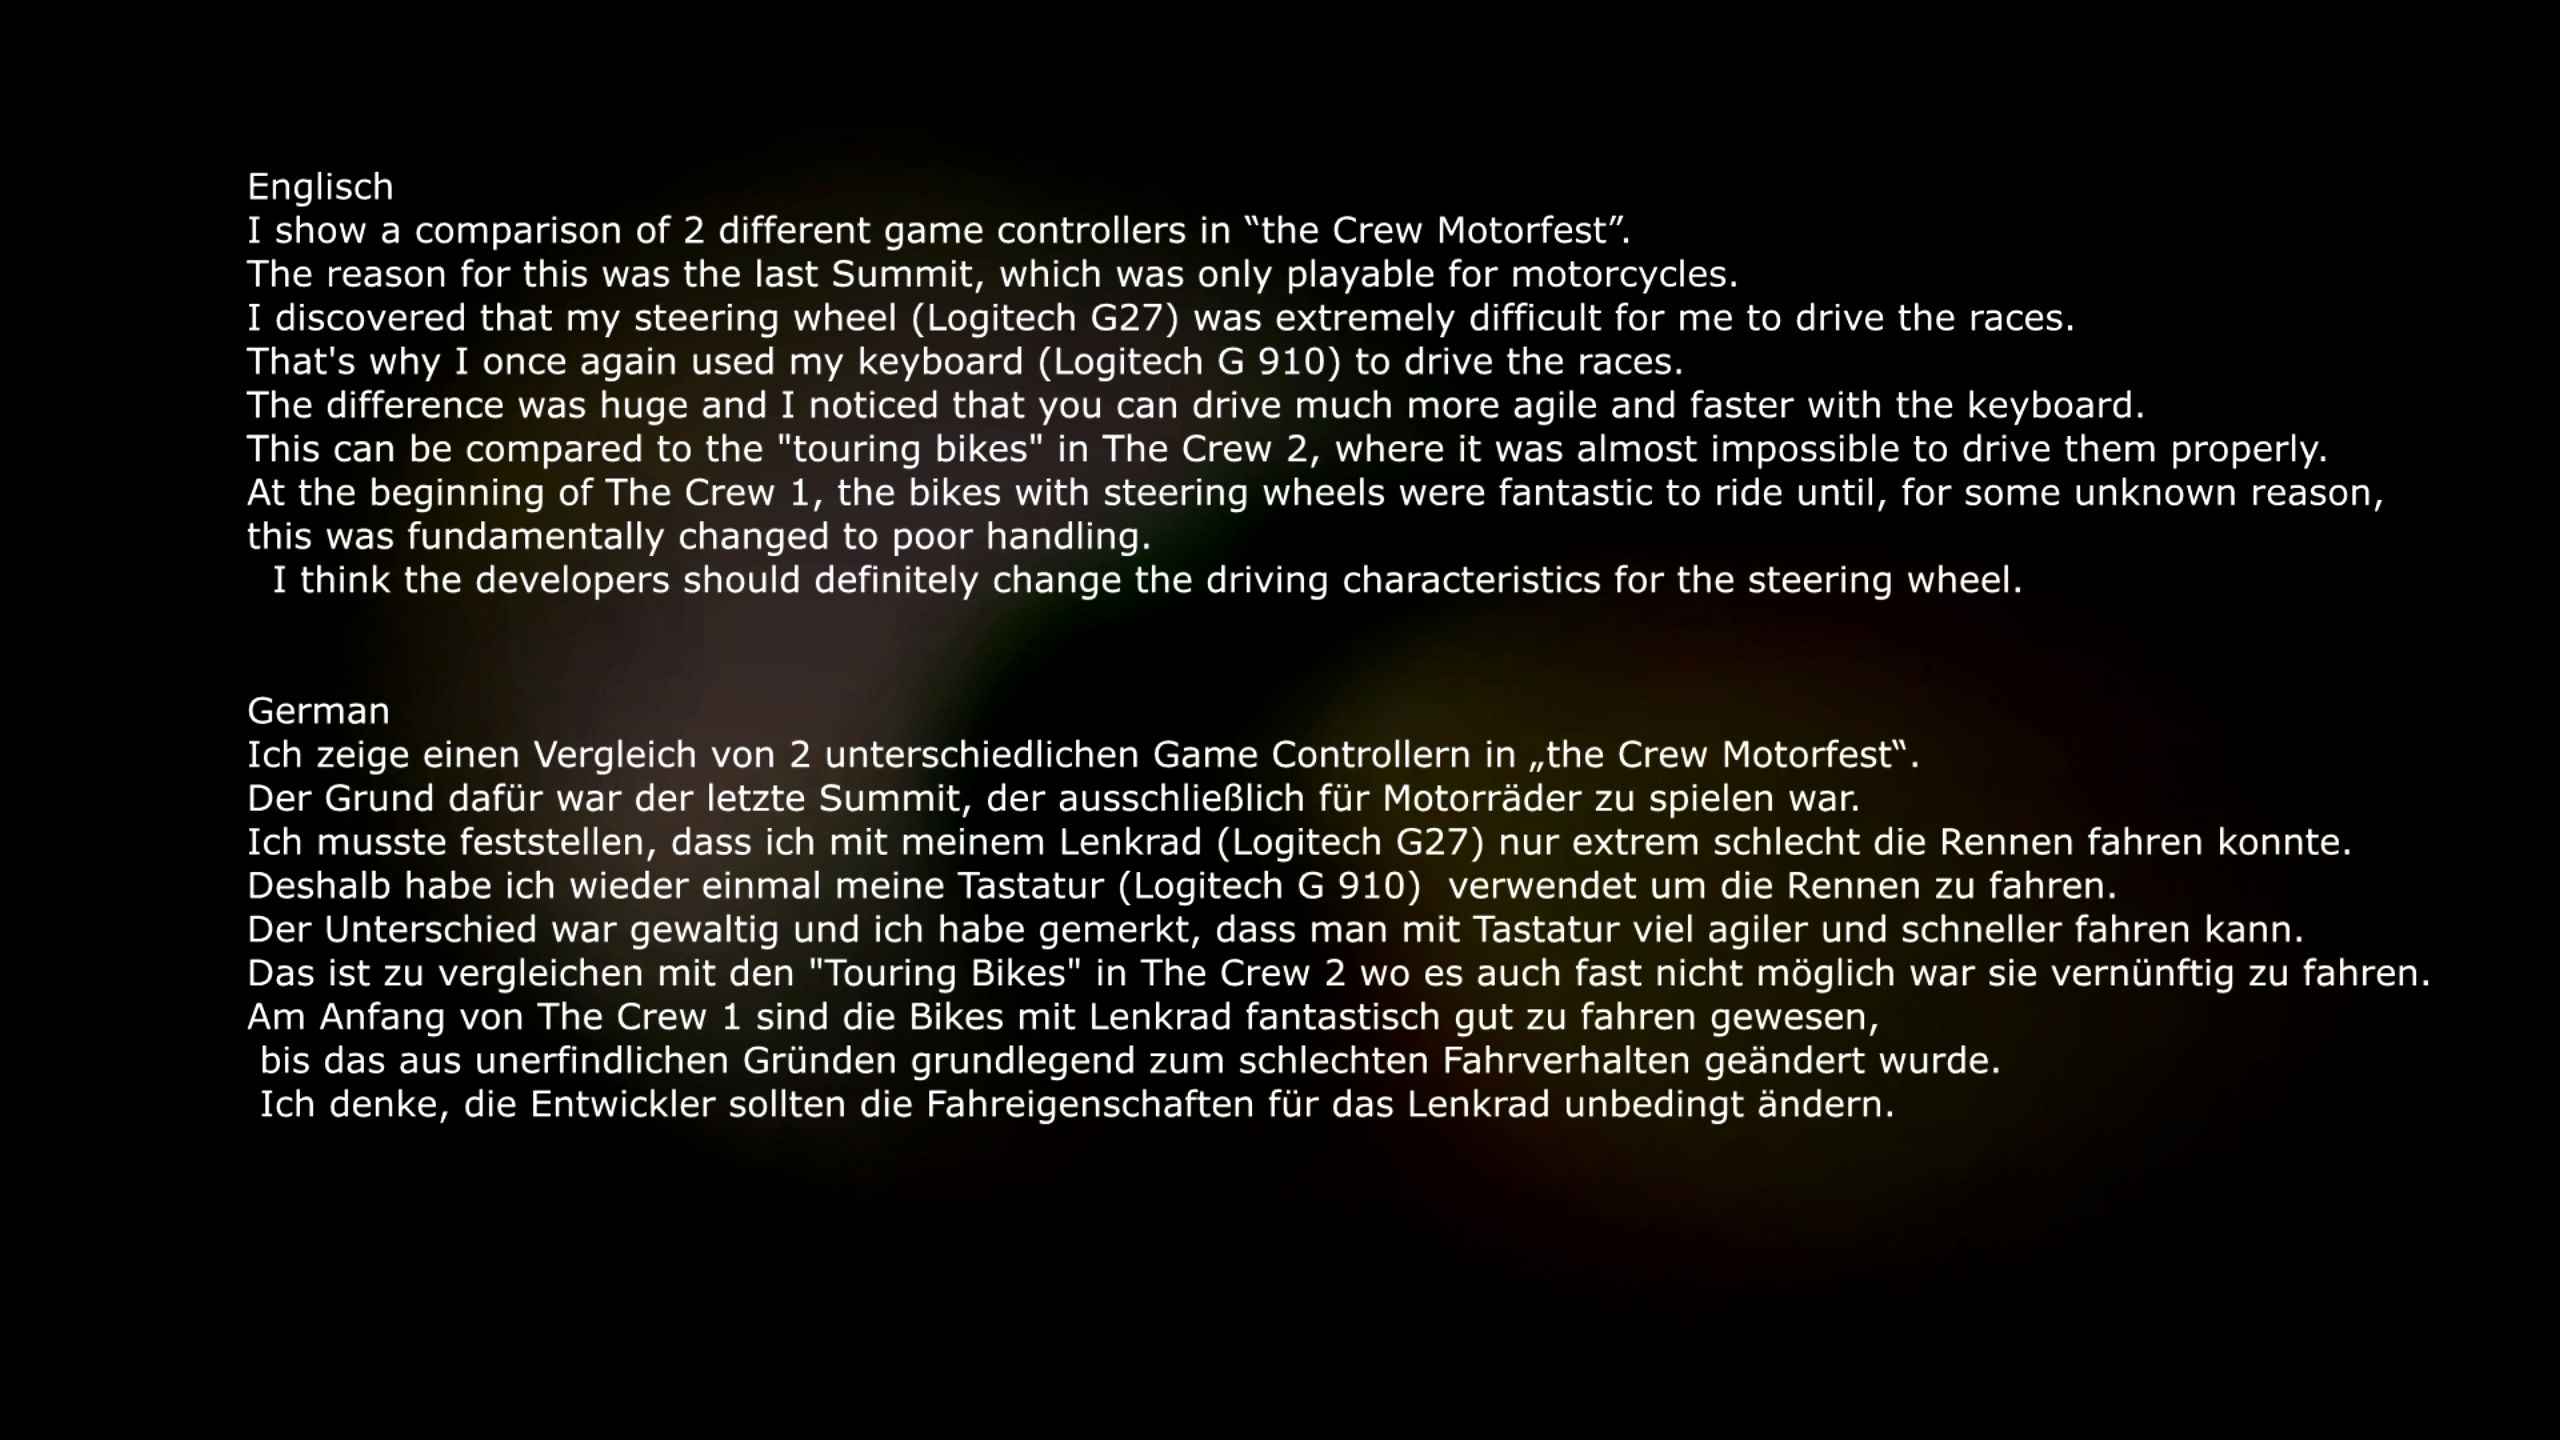 Englisch
I show a comparison of 2 different game controllers in “the Crew Motorfest”.
The reason for this was the last Summit, which was only playable for motorcycles.
I discovered that my steering wheel (Logitech G27) was extremely difficult for me to drive the races.
That's why I once again used my keyboard (Logitech G 910) to drive the races.
The difference was huge and I noticed that you can drive much more agile and faster with the keyboard.
This can be compared to the "touring bikes" in The Crew 2, where it was almost impossible to drive them properly.
At the beginning of The Crew 1, the bikes with steering wheels were fantastic to ride until, for some unknown reason,
this was fundamentally changed to poor handling.
I think the developers should definitely change the driving characteristics for the steering wheel.
German
Ich zeige einen Vergleich von 2 unterschiedlichen Game Controllern in „the Crew Motorfest“.
Der Grund dafür war der letzte Summit, der ausschließlich für Motorräder zu spielen war.
Ich musste feststellen, dass ich mit meinem Lenkrad (Logitech G27) nur extrem schlecht die Rennen fahren konnte.
Deshalb habe ich wieder einmal meine Tastatur (Logitech G 910)  verwendet um die Rennen zu fahren.
Der Unterschied war gewaltig und ich habe gemerkt, dass man mit Tastatur viel agiler und schneller fahren kann.
Das ist zu vergleichen mit den "Touring Bikes" in The Crew 2 wo es auch fast nicht möglich war sie vernünftig zu fahren.
Am Anfang von The Crew 1 sind die Bikes mit Lenkrad fantastisch gut zu fahren gewesen,
bis das aus unerfindlichen Gründen grundlegend zum schlechten Fahrverhalten geändert wurde.
Ich denke, die Entwickler sollten die Fahreigenschaften für das Lenkrad unbedingt ändern.